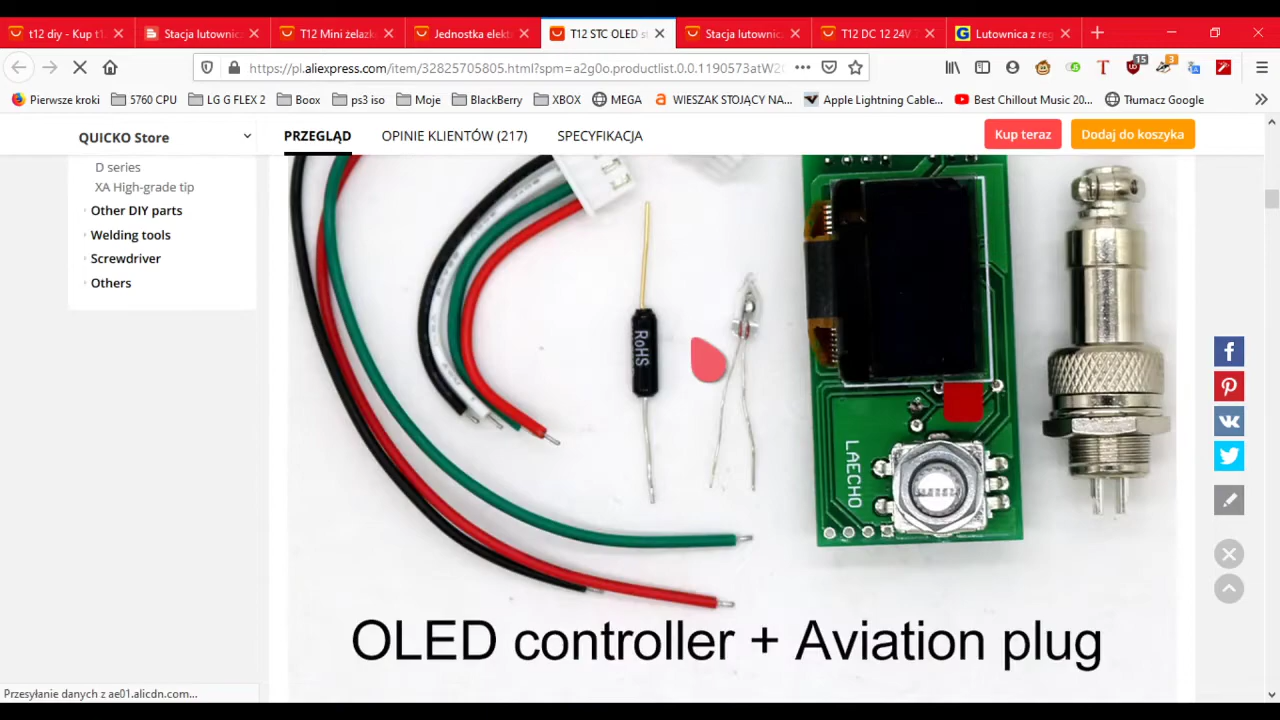 t12 diy - Kup t1
Stacja lutownic
T12 Mini żelazk
Jednostka elekt
T12 STC OLED st
Stacja lutownic.
T12 DC 12 24V
Lutownica z reg
https://pl.aliexpress.com/item/32825705805.html?spm=a2g0o.productlist.0.0.1190573atW2
15
3
Pierwsze kroki
5760 CPU
LG G FLEX 2
Boox
ps3 iso
Moje
BlackBerry
XBOX
MEGA
WIESZAK STOJĄCY NA...
Apple Lightning Cable...
Best Chillout Music 20...
Tłumacz Google
QUICKO Store
PRZEGLĄD
OPINIE KLIENTÓW (217)
SPECYFIKACJA
Kup teraz
Dodaj do koszyka
D series
XA High-grade tip
Other DIY parts
Welding tools
Screwdriver
Others
RoHS
LAECHO
OLED controller + Aviation plug
Przesyłanie danych z ae01.alicdn.com...